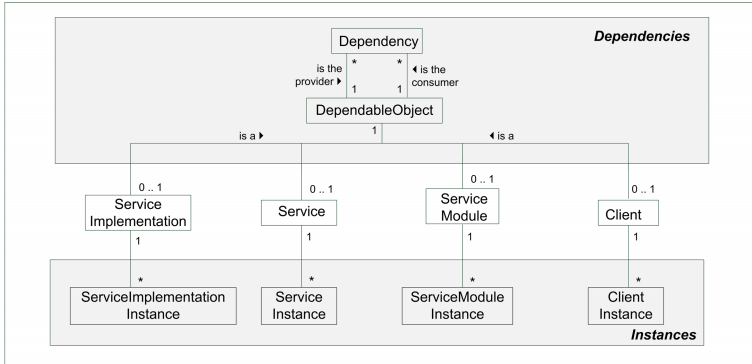 Dependencies
Dependency
* *
is the
provider ▶
◀ is the
consumer
1 1
DependableObject
1
is a ▶ ◀ is a
0 .. 1 0 .. 1 0 .. 1 0 .. 1
Service
Implementation
Service
Service
Module
Client
1 1 1 1
* * * *
ServiceImplementation
Instance
Service
Instance
ServiceModule
Instance
Client
Instance
Instances